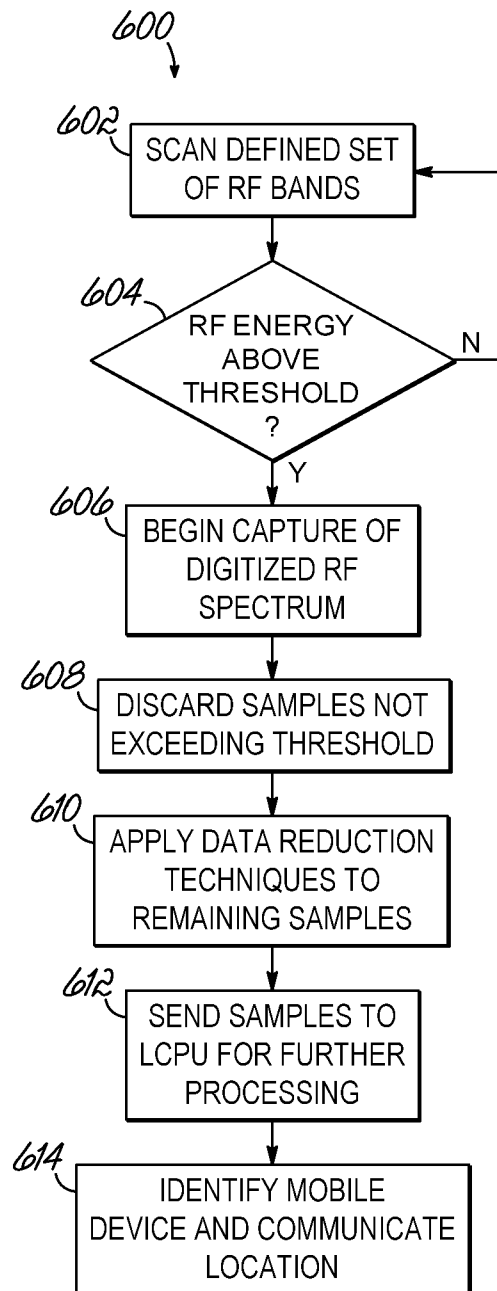 600
602
SCAN DEFINED SET
OF RF BANDS
604
RF ENERGY
ABOVE
THRESHOLD
?
N
Y
606
BEGIN CAPTURE OF
DIGITIZED RF
SPECTRUM
608
DISCARD SAMPLES NOT
EXCEEDING THRESHOLD
610
APPLY DATA REDUCTION
TECHNIQUES TO
REMAINING SAMPLES
612
SEND SAMPLES TO
LCPU FOR FURTHER
PROCESSING
614
IDENTIFY MOBILE
DEVICE AND COMMUNICATE
LOCATION